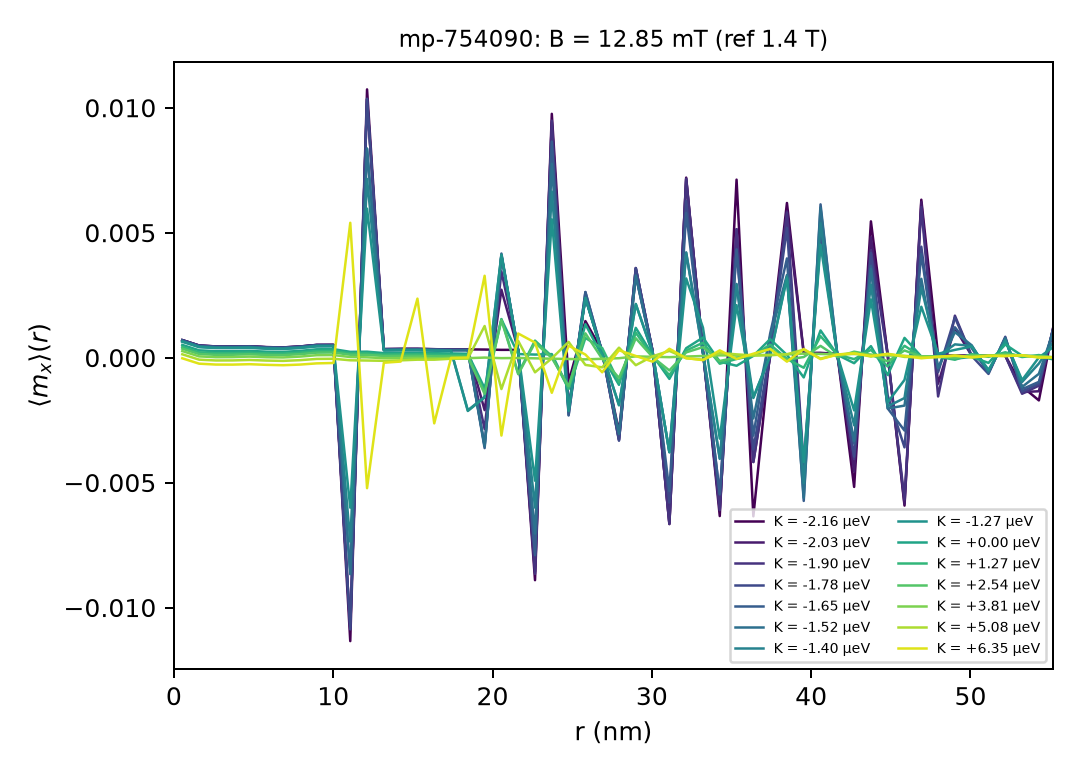 mp-754090: B = 12.85 mT (ref 1.4 T)
0.010
0.005
0.000
−0.005
−0.010
⟨mₓ⟩(r)
0
10
20
30
40
50
r (nm)
K = -2.16 μeV
K = -2.03 μeV
K = -1.90 μeV
K = -1.78 μeV
K = -1.65 μeV
K = -1.52 μeV
K = -1.40 μeV
K = -1.27 μeV
K = +0.00 μeV
K = +1.27 μeV
K = +2.54 μeV
K = +3.81 μeV
K = +5.08 μeV
K = +6.35 μeV